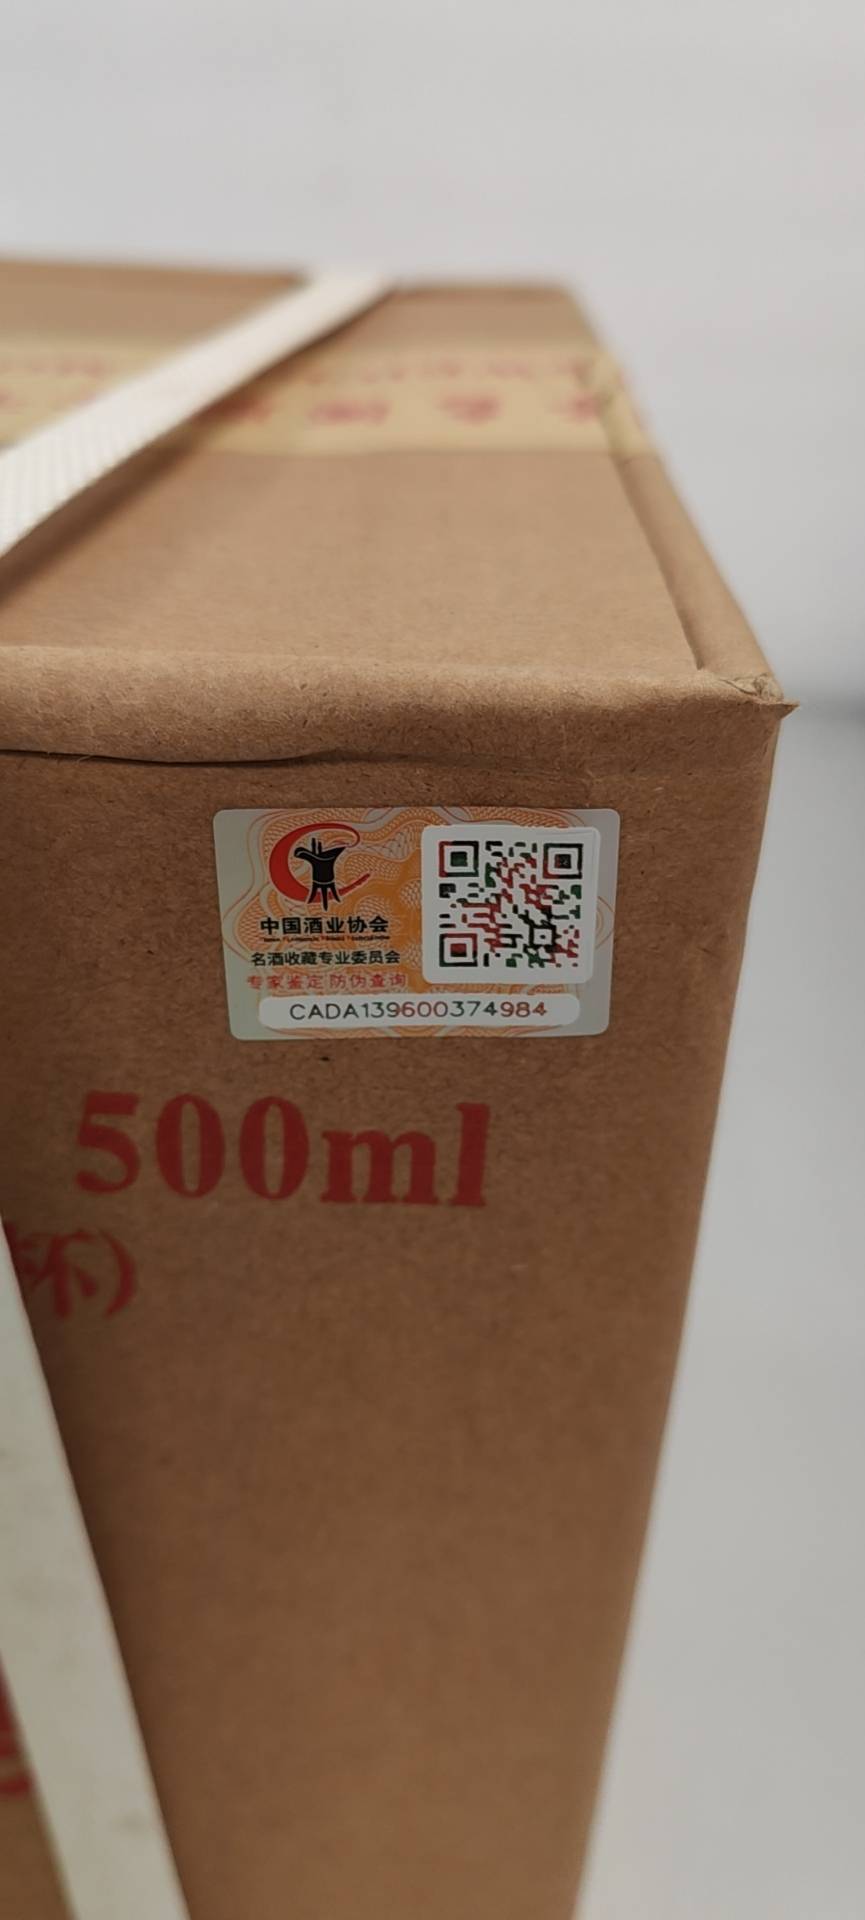 中国酒业协会
名酒收藏专业委员会
专家鉴定 防伪查询
CADA139600374984
500ml
杯)